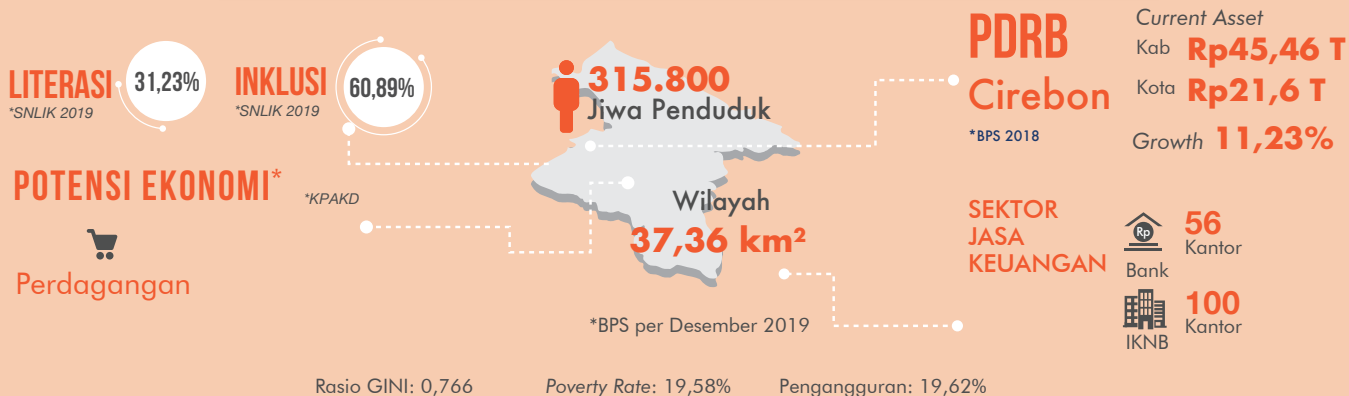 LITERASI
*SNLIK 2019
31,23%
INKLUSI
*SNLIK 2019
60,89%
POTENSI EKONOMI*
*KPAKD
Perdagangan
315.800
Jiwa Penduduk
Wilayah
37,36 km²
*BPS per Desember 2019
PDRB
Cirebon
*BPS 2018
Current Asset
Kab Rp45,46 T
Kota Rp21,6 T
Growth 11,23%
SEKTOR
JASA
KEUANGAN
Rp
Bank
56
Kantor
IKNB
100
Kantor
Rasio GINI: 0,766 Poverty Rate: 19,58% Pengangguran: 19,62%